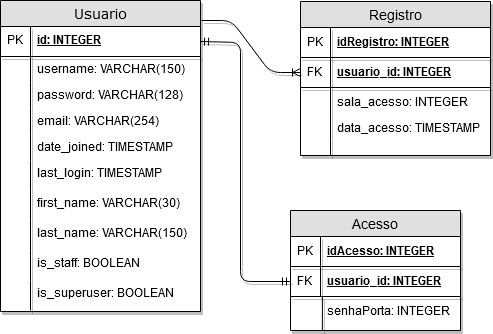 Usuario
PK id: INTEGER
username: VARCHAR(150)
password: VARCHAR(128)
email: VARCHAR(254)
date_joined: TIMESTAMP
last_login: TIMESTAMP
first_name: VARCHAR(30)
last_name: VARCHAR(150)
is_staff: BOOLEAN
is_superuser: BOOLEAN
Registro
PK idRegistro: INTEGER
FK usuario_id: INTEGER
sala_acesso: INTEGER
data_acesso: TIMESTAMP
Acesso
PK idAcesso: INTEGER
FK usuario_id: INTEGER
senhaPorta: INTEGER